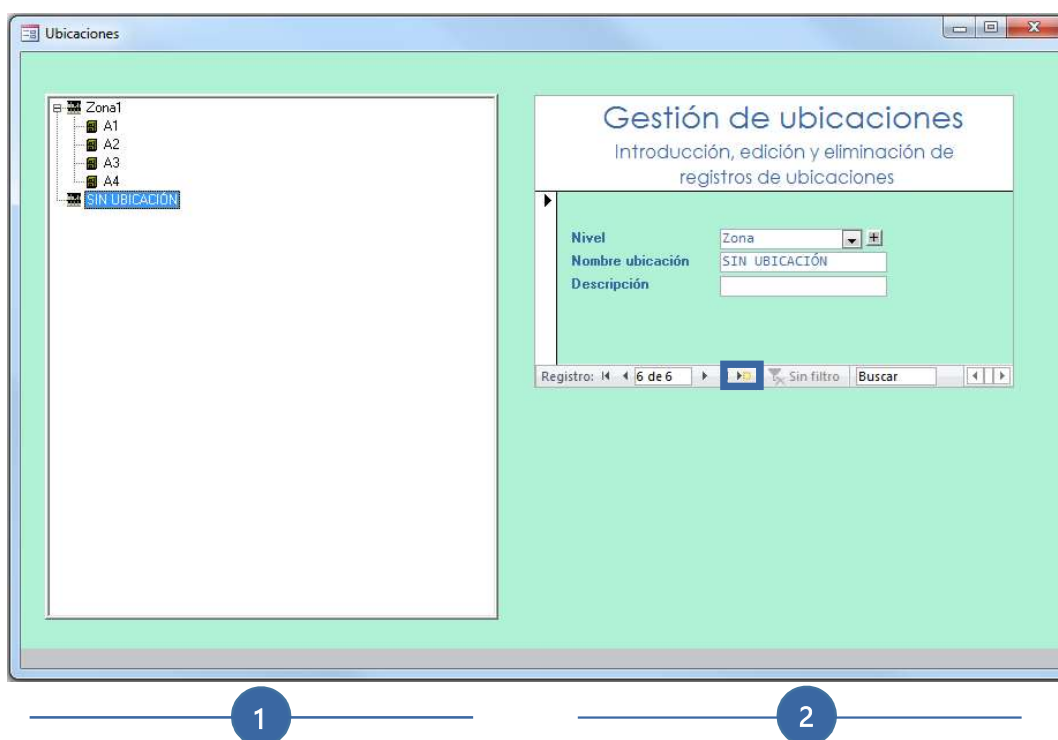 Ubicaciones
Zona1
A1
A2
A3
A4
SIN UBICACIÓN
Gestión de ubicaciones
Introducción, edición y eliminación de
registros de ubicaciones
Nivel Zona
Nombre ubicación SIN UBICACIÓN
Descripción
Registro: 6 de 6 Sin filtro Buscar
1 2